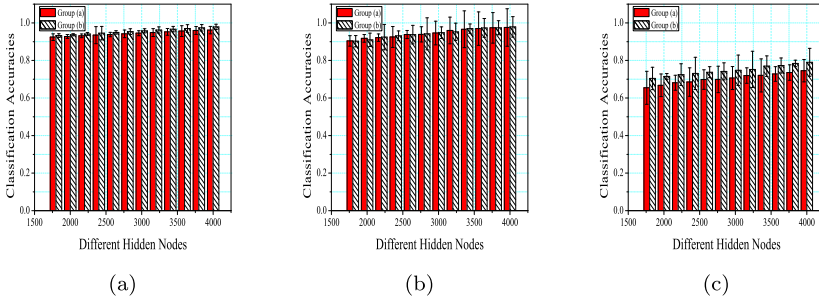 Group (a)
Group (b)
Classification Accuracies
1.0
0.8
0.6
0.4
0.2
0.0
1500 2000 2500 3000 3500 4000
Different Hidden Nodes
(a)
Group (a)
Group (b)
Classification Accuracies
1.0
0.8
0.6
0.4
0.2
0.0
1500 2000 2500 3000 3500 4000
Different Hidden Nodes
(b)
Group (a)
Group (b)
Classification Accuracies
1.0
0.8
0.6
0.4
0.2
0.0
1500 2000 2500 3000 3500 4000
Different Hidden Nodes
(c)